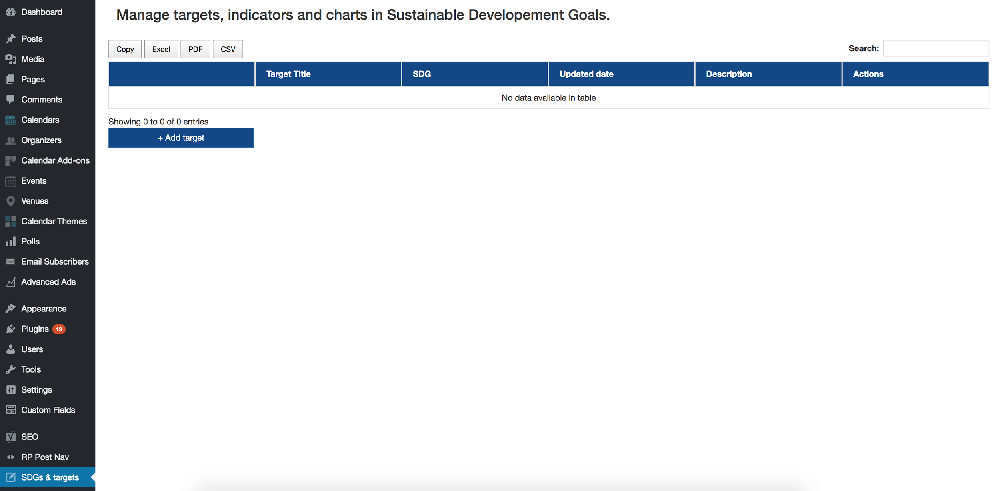 Dashboard
Posts
Media
Pages
Comments
Calendars
Organizers
Calendar Add-ons
Events
Venues
Calendar Themes
Polls
Email Subscribers
Advanced Ads
Appearance
Plugins 13
Users
Tools
Settings
Custom Fields
SEO
RP Post Nav
SDGs & targets
Manage targets, indicators and charts in Sustainable Developement Goals.
Copy Excel PDF CSV
Search:
Target Title SDG Updated date Description Actions
No data available in table
Showing 0 to 0 of 0 entries
+ Add target